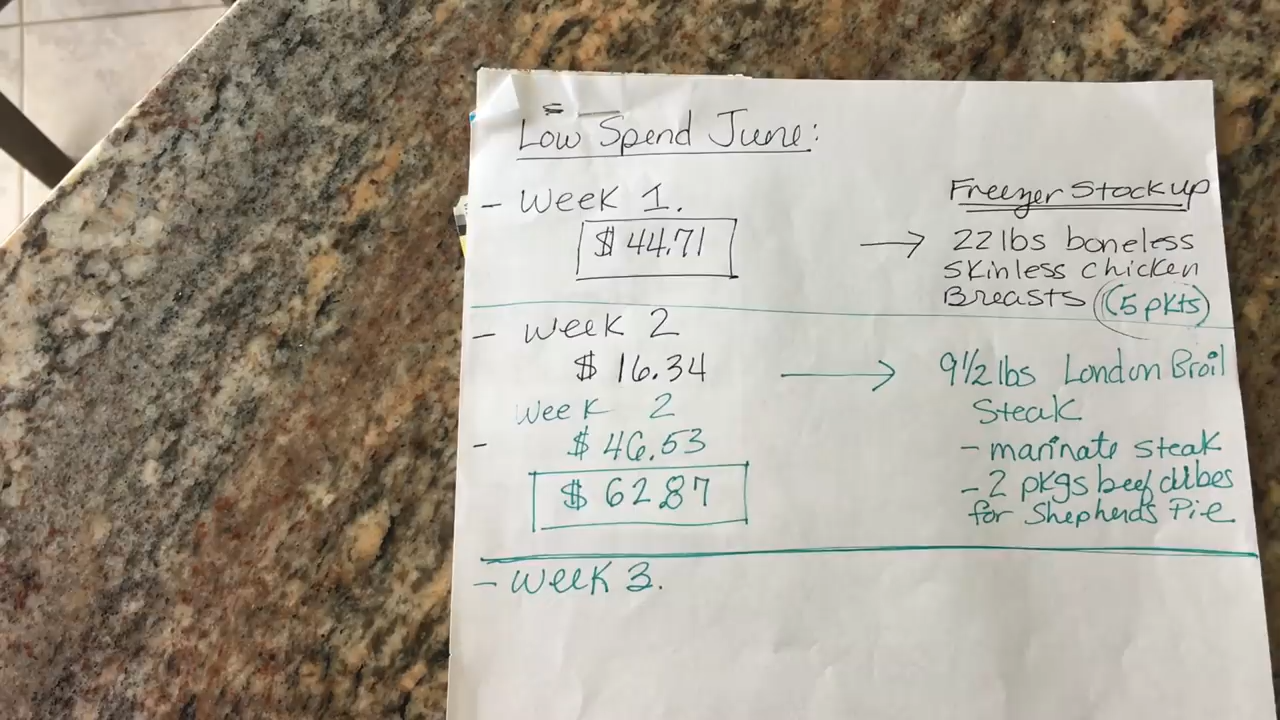 Low Spend June:
- Week 1.
$ 44.71
Freezer Stock up
→ 22 lbs boneless
skinless chicken
Breasts (5 pkts)
- Week 2
$ 16.34
Week 2
- $ 46.53
$ 62.87
→ 9 1/2 lbs London Broil
Steak
- marinate steak
- 2 pkgs beef cubes
for Shepherds Pie
- Week 3.